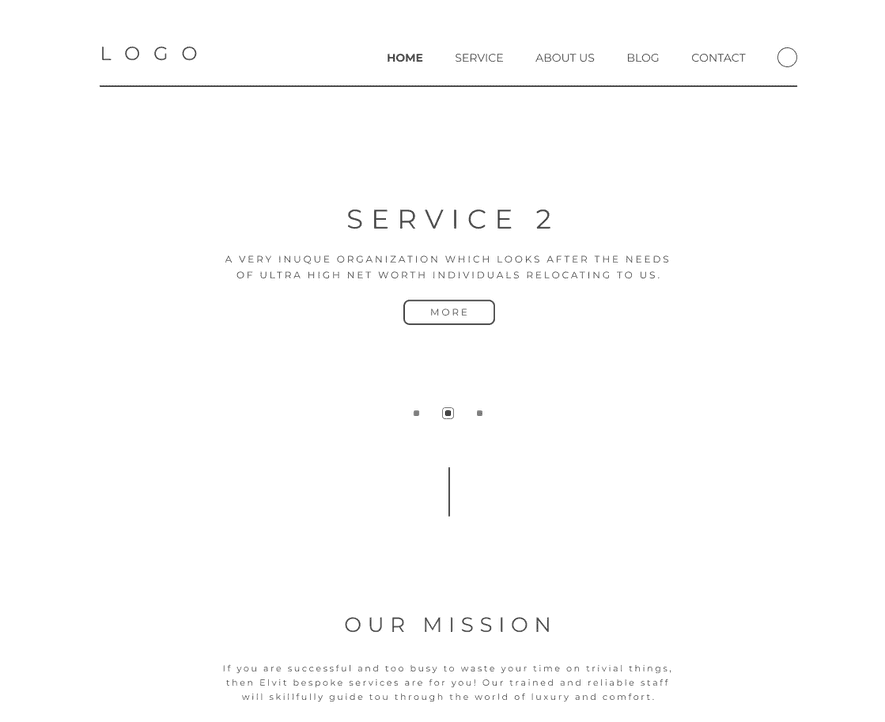 LOGO
HOME SERVICE ABOUT US BLOG CONTACT
SERVICE 2
A VERY INUQUE ORGANIZATION WHICH LOOKS AFTER THE NEEDS
OF ULTRA HIGH NET WORTH INDIVIDUALS RELOCATING TO US.
MORE
OUR MISSION
If you are successful and too busy to waste your time on trivial things,
then Elvit bespoke services are for you! Our trained and reliable staff
will skillfully guide tou through the world of luxury and comfort.